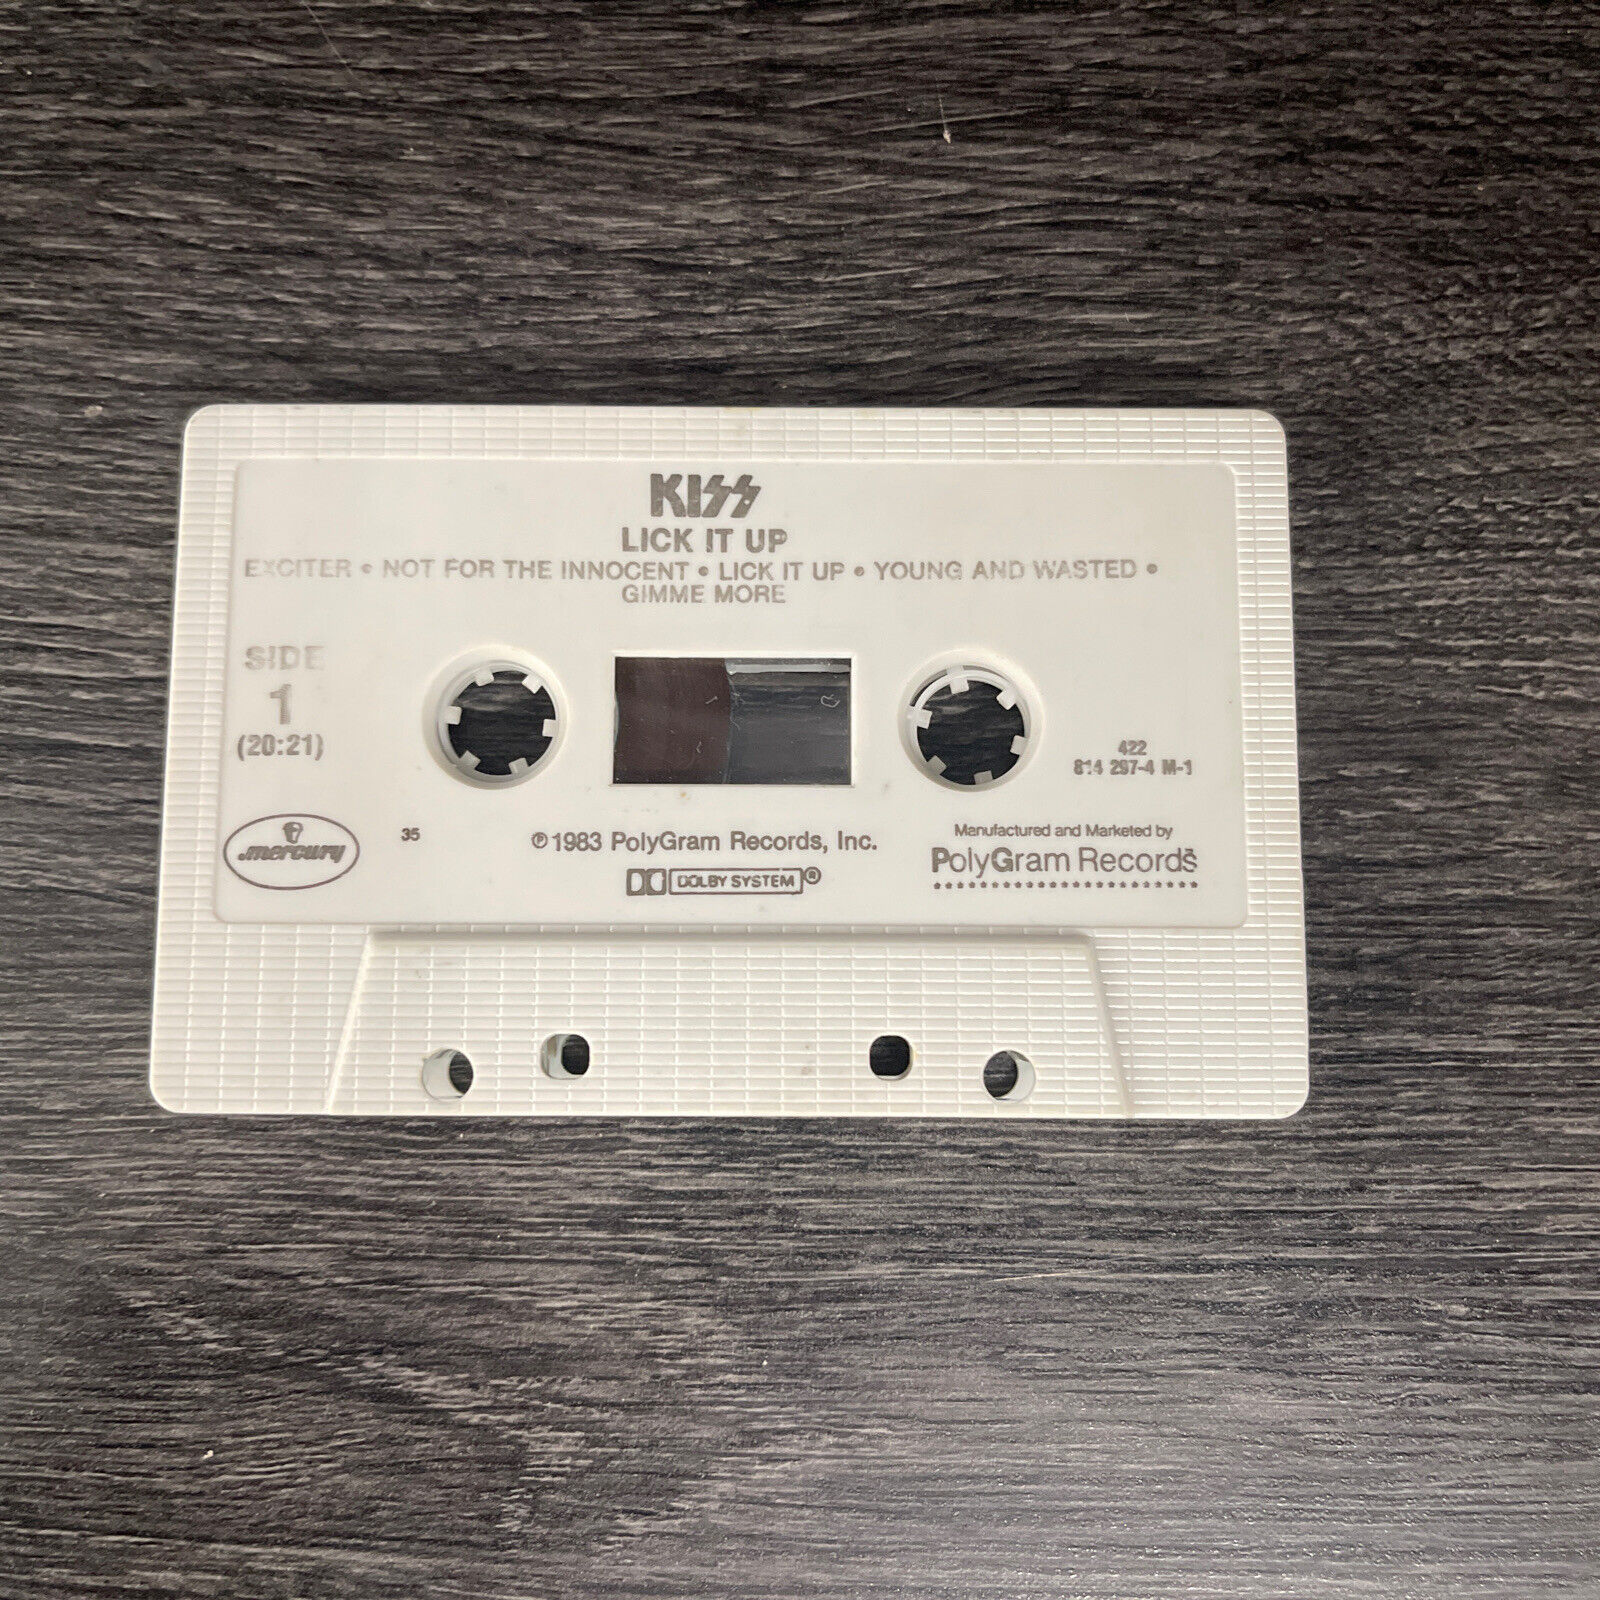 KISS
LICK IT UP
EXCITER • NOT FOR THE INNOCENT • LICK IT UP • YOUNG AND WASTED •
GIMME MORE
SIDE
1
(20:21)
422
814 297-4 M-1
mercury
35
℗ 1983 PolyGram Records, Inc.
DOLBY SYSTEM®
Manufactured and Marketed by
PolyGram Records